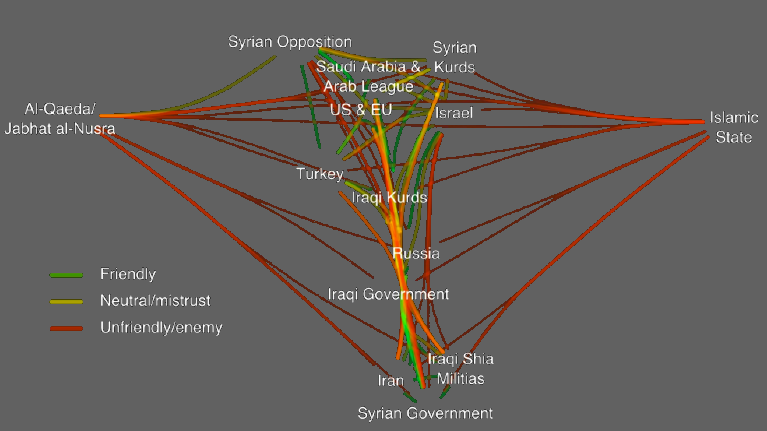 Syrian Opposition
Syrian
Kurds
Saudi Arabia &
Arab League
US & EU
Israel
Al-Qaeda/
Jabhat al-Nusra
Islamic
State
Turkey
Iraqi Kurds
Russia
Friendly
Neutral/mistrust
Unfriendly/enemy
Iraqi Government
Iraqi Shia
Militias
Iran
Syrian Government